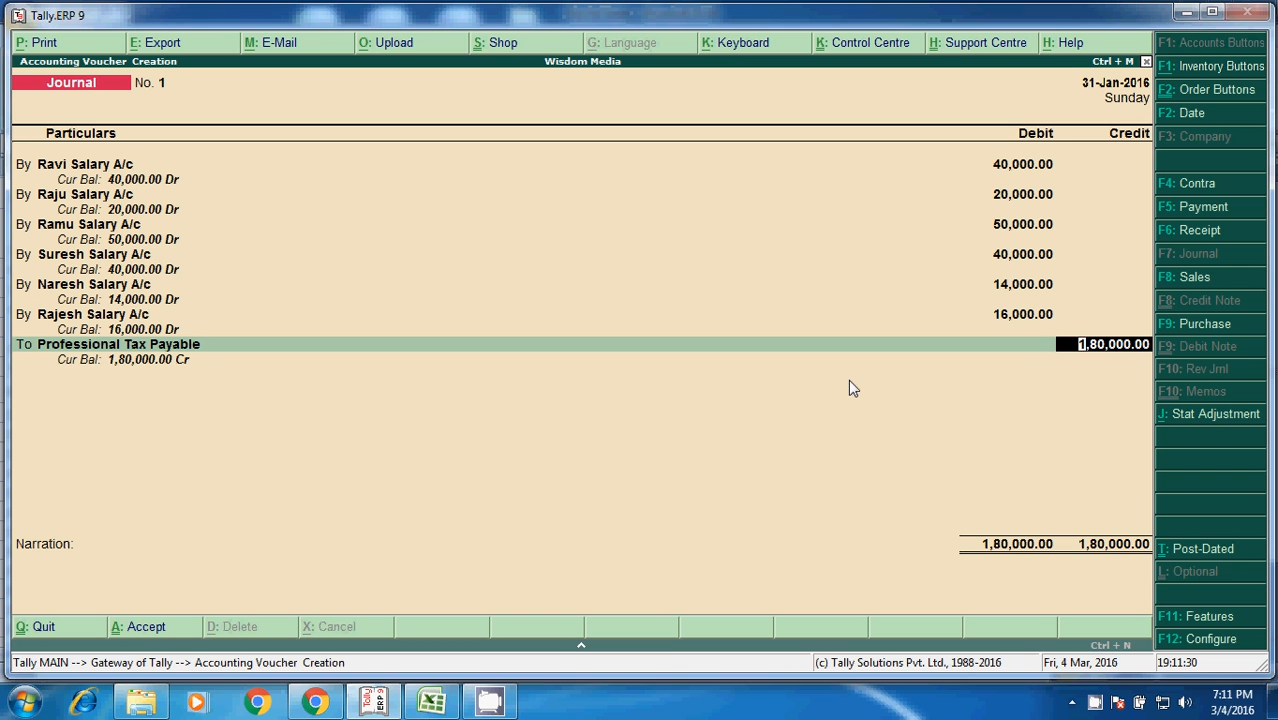 Tally.ERP 9
P: Print E: Export M: E-Mail O: Upload S: Shop G: Language K: Keyboard K: Control Centre H: Support Centre H: Help
Accounting Voucher Creation Wisdom Media Ctrl + M
Journal No. 1 31-Jan-2016
Sunday
Particulars Debit Credit
By Ravi Salary A/c 40,000.00
Cur Bal: 40,000.00 Dr
By Raju Salary A/c 20,000.00
Cur Bal: 20,000.00 Dr
By Ramu Salary A/c 50,000.00
Cur Bal: 50,000.00 Dr
By Suresh Salary A/c 40,000.00
Cur Bal: 40,000.00 Dr
By Naresh Salary A/c 14,000.00
Cur Bal: 14,000.00 Dr
By Rajesh Salary A/c 16,000.00
Cur Bal: 16,000.00 Dr
To Professional Tax Payable 1,80,000.00
Cur Bal: 1,80,000.00 Cr
Narration: 1,80,000.00 1,80,000.00
Q: Quit A: Accept D: Delete X: Cancel
Ctrl + N
F1: Accounts Buttons
F1: Inventory Buttons
F2: Order Buttons
F2: Date
F3: Company
F4: Contra
F5: Payment
F6: Receipt
F7: Journal
F8: Sales
F8: Credit Note
F9: Purchase
F9: Debit Note
F10: Rev Jrnl
F10: Memos
J: Stat Adjustment
T: Post-Dated
L: Optional
F11: Features
F12: Configure
Tally MAIN --> Gateway of Tally --> Accounting Voucher Creation (c) Tally Solutions Pvt. Ltd., 1988-2016 Fri, 4 Mar, 2016 19:11:30
7:11 PM
3/4/2016